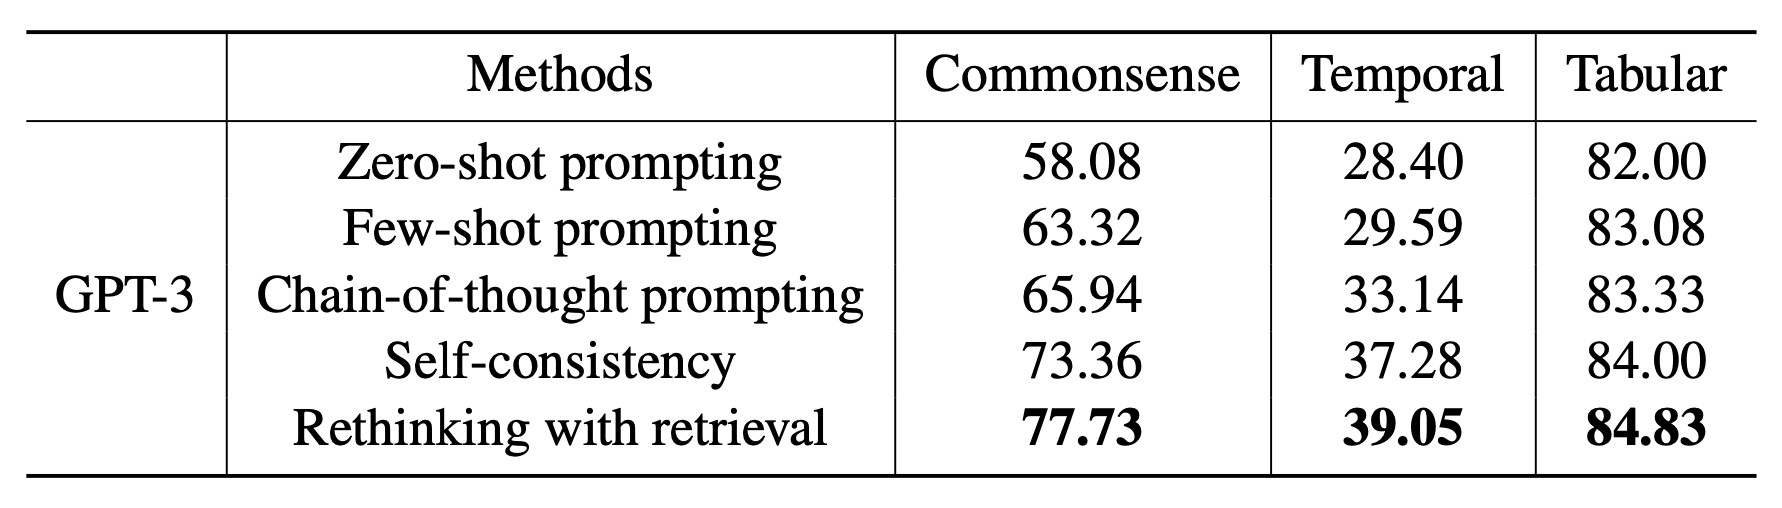 Methods Commonsense Temporal Tabular
Zero-shot prompting 58.08 28.40 82.00
Few-shot prompting 63.32 29.59 83.08
GPT-3 Chain-of-thought prompting 65.94 33.14 83.33
Self-consistency 73.36 37.28 84.00
Rethinking with retrieval 77.73 39.05 84.83